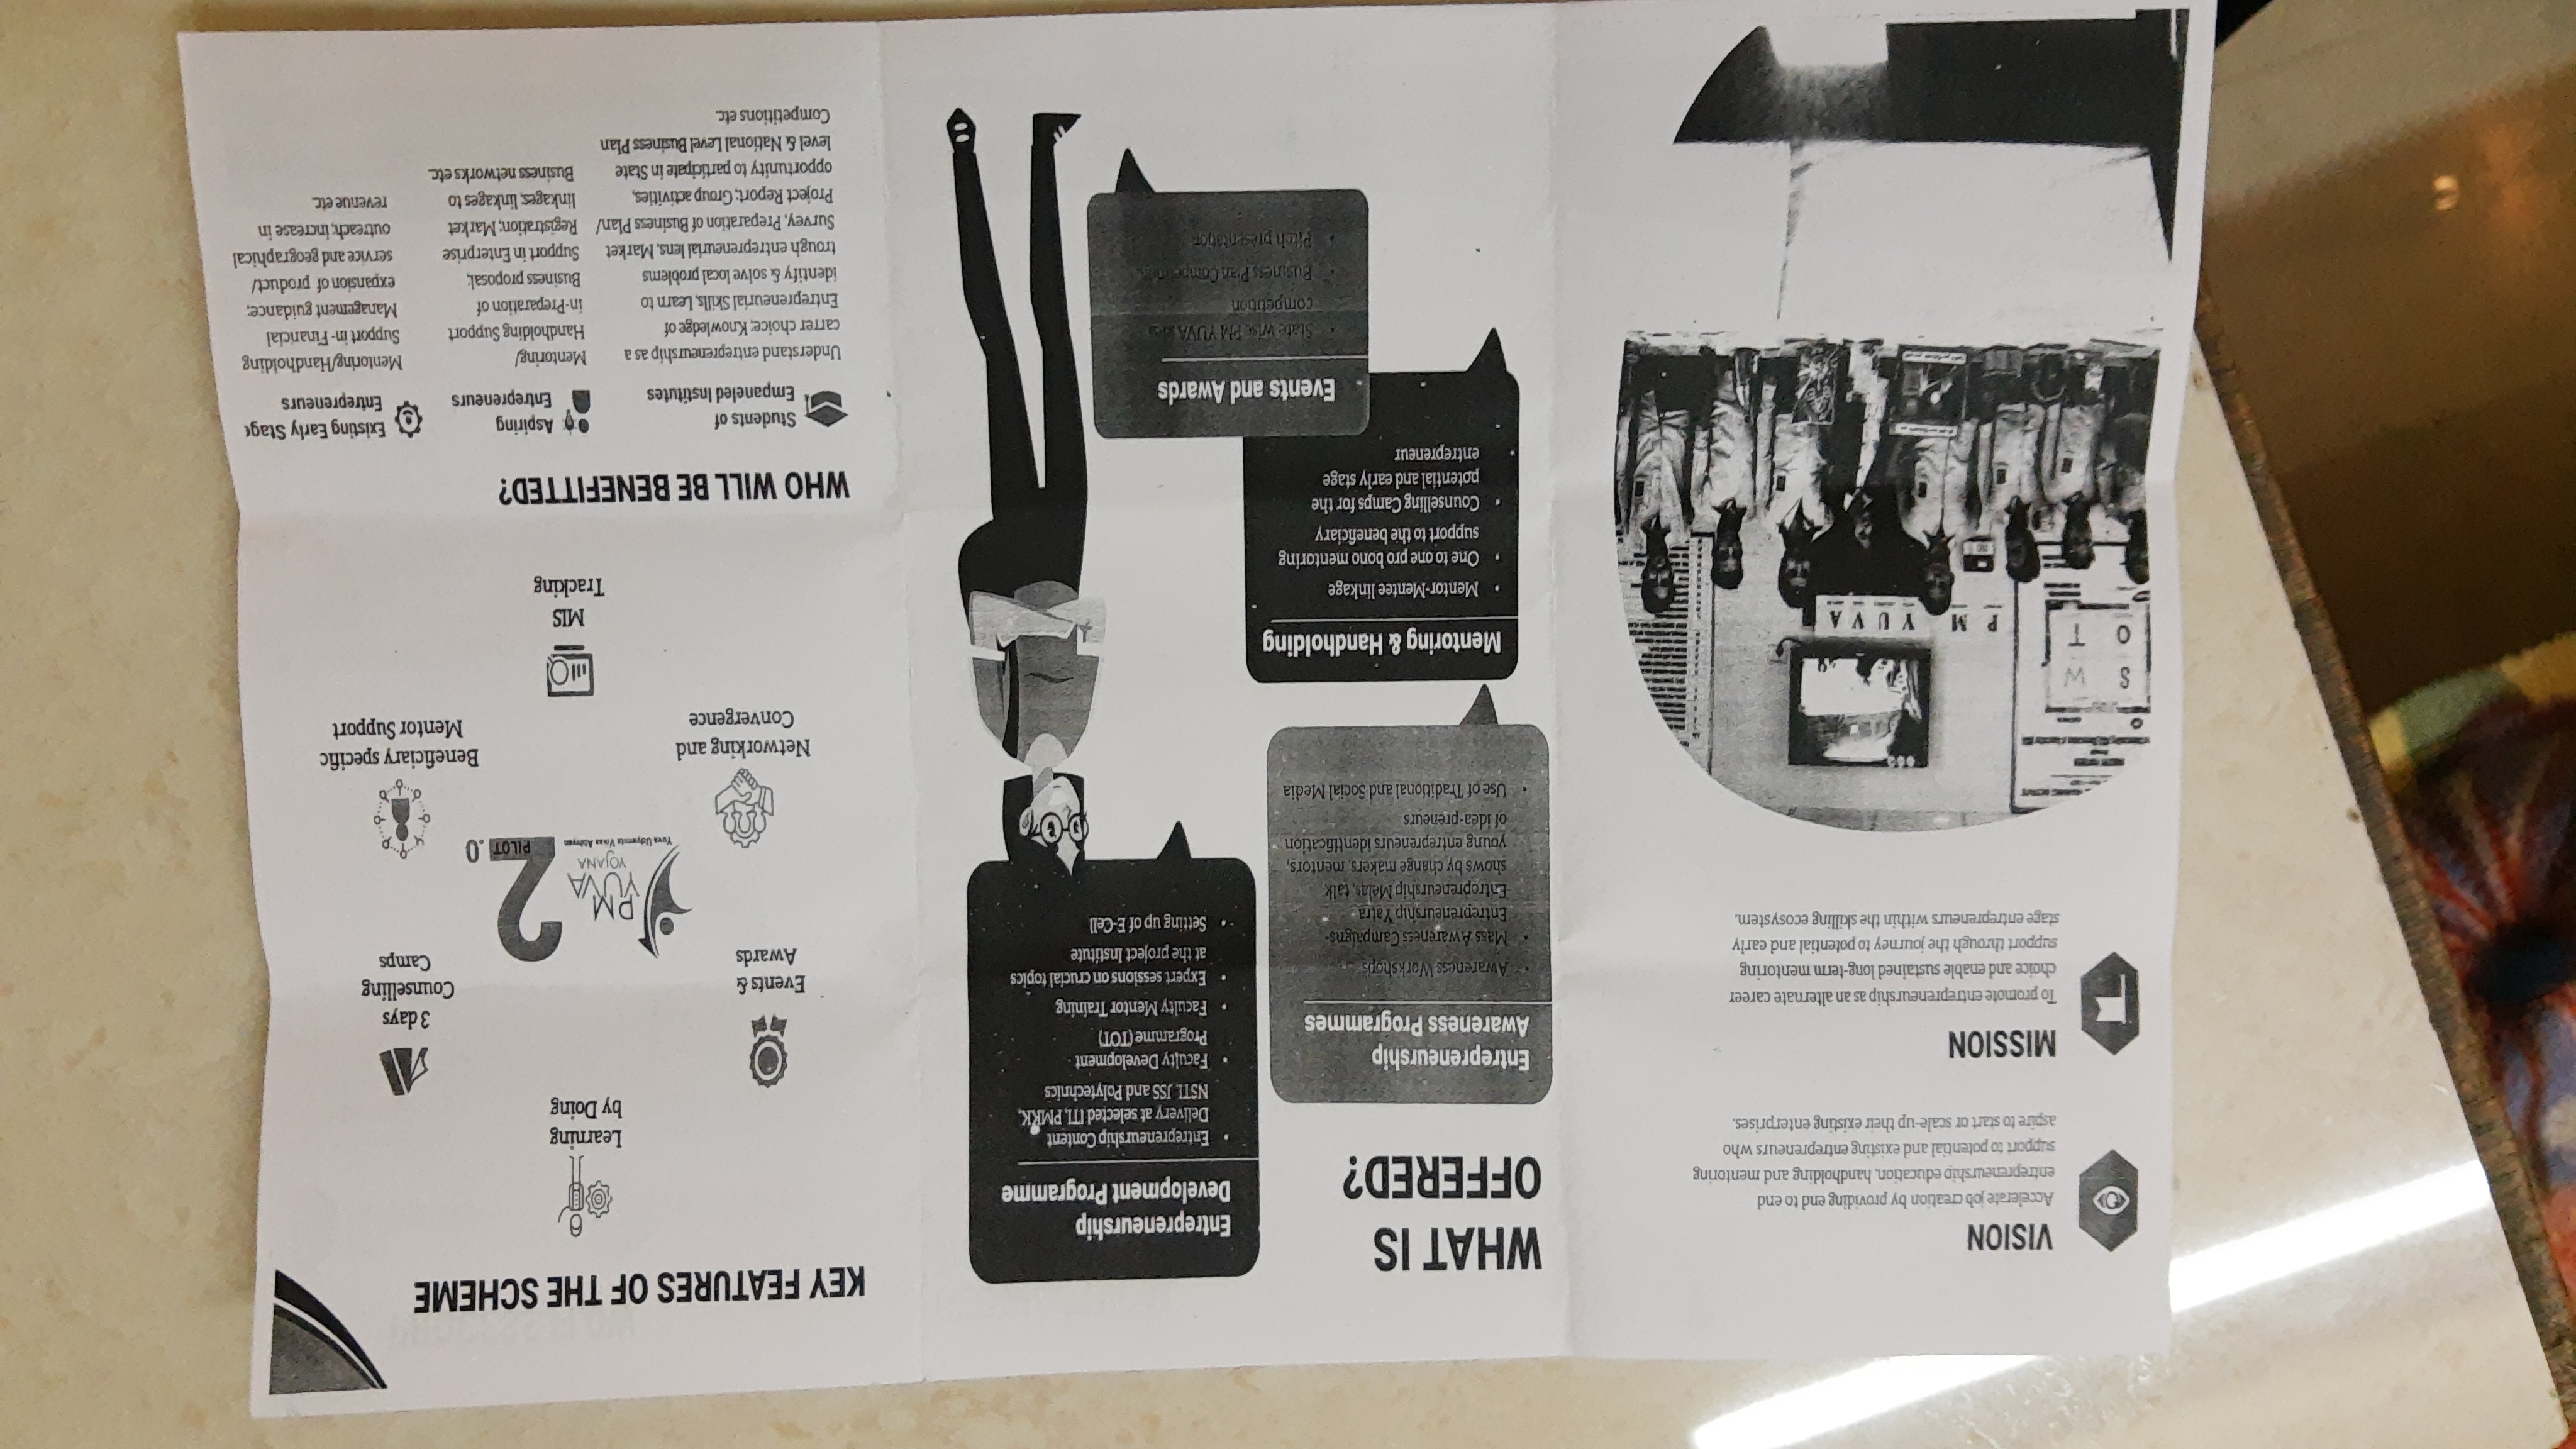 VISION
Accelerate job creation by providing end to end
entrepreneurship education, handholding and mentoring
support to potential and existing entrepreneurs who
aspire to start or scale-up their existing enterprises.
MISSION
To promote entrepreneurship as an alternate career
choice and enable sustained long-term mentoring
support through the journey to potential and early
stage entrepreneurs within the skilling ecosystem.
S W
O T
P M Y U V A
WHAT IS
OFFERED?
Entrepreneurship
Awareness Programmes
• Awareness Workshops
• Mass Awareness Campaigns-
Entrepreneurship Yatra
Entrepreneurship Melas, talk
shows by change makers, mentors,
young entrepreneurs identification
of idea-preneurs
• Use of Traditional and Social Media
Entrepreneurship
Development Programme
• Entrepreneurship Content
Delivery at selected ITI, PMKK,
NSTI, JSS and Polytechnics
• Faculty Development
Programme (TOT)
• Faculty Mentor Training
• Expert sessions on crucial topics
at the project Institute
• Setting up of E-Cell
Mentoring & Handholding
• Mentor-Mentee linkage
• One to one pro bono mentoring
support to the beneficiary
• Counselling Camps for the
potential and early stage
entrepreneur
Events and Awards
• State wise PM YUVA
competition
• Business Plan
• Pitch presentation
KEY FEATURES OF THE SCHEME
Learning
by Doing
3 days
Counselling
Camps
Events &
Awards
PM
YUVA
YOJANA
Yuva Udyamita Vikas Abhiyan
2.0
PILOT
Beneficiary specific
Mentor Support
Networking and
Convergence
MIS
Tracking
WHO WILL BE BENEFITTED?
Students of
Empaneled Institutes
Understand entrepreneurship as a
carrer choice; Knowledge of
Entrepreneurial Skills, Learn to
identify & solve local problems
trough entrepreneurial lens, Market
Survey, Preparation of Business Plan/
Project Report; Group activities,
opportunity to participate in State
level & National Level Business Plan
Competitions etc.
Aspiring
Entrepreneurs
Mentoring/
Handholding Support
in-Preparation of
Business proposal;
Support in Enterprise
Registration; Market
linkages; linkages to
Business networks etc.
Existing Early Stage
Entrepreneurs
Mentoring/Handholding
Support in- Financial
Management guidance;
expansion of product/
service and geographical
outreach; increase in
revenue etc.